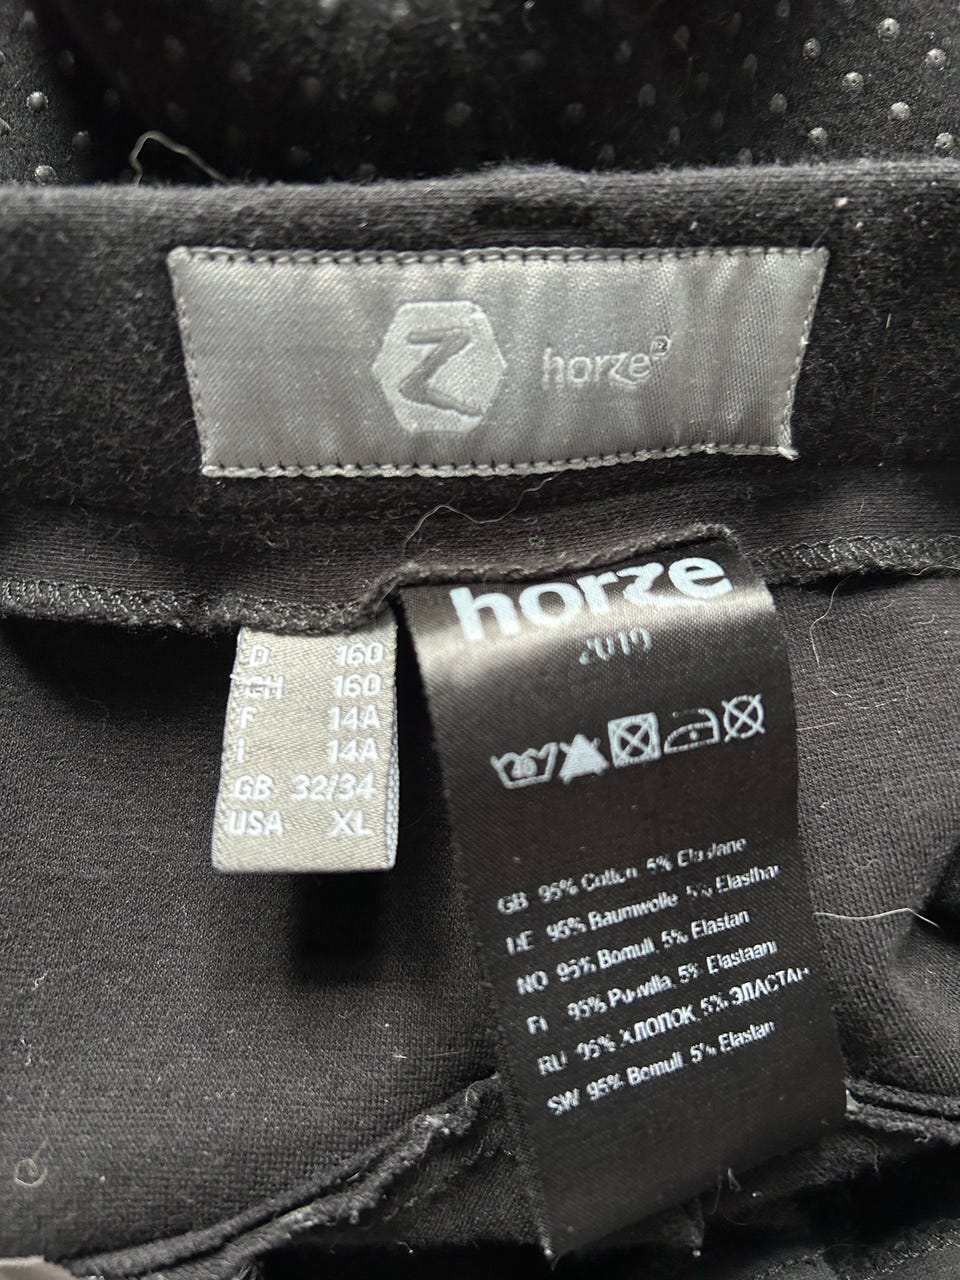 horze
horze
2019
D 160
CH 160
F 14A
I 14A
GB 32/34
USA XL
GB 95% Cotton 5% Elastane
DE 95% Baumwolle 5% Elasthan
NO 95% Bomull, 5% Elastan
FI 95% Puuvilla, 5% Elastaani
RU 95% ХЛОПОК, 5% ЭЛАСТАН
SW 95% Bomull, 5% Elastan